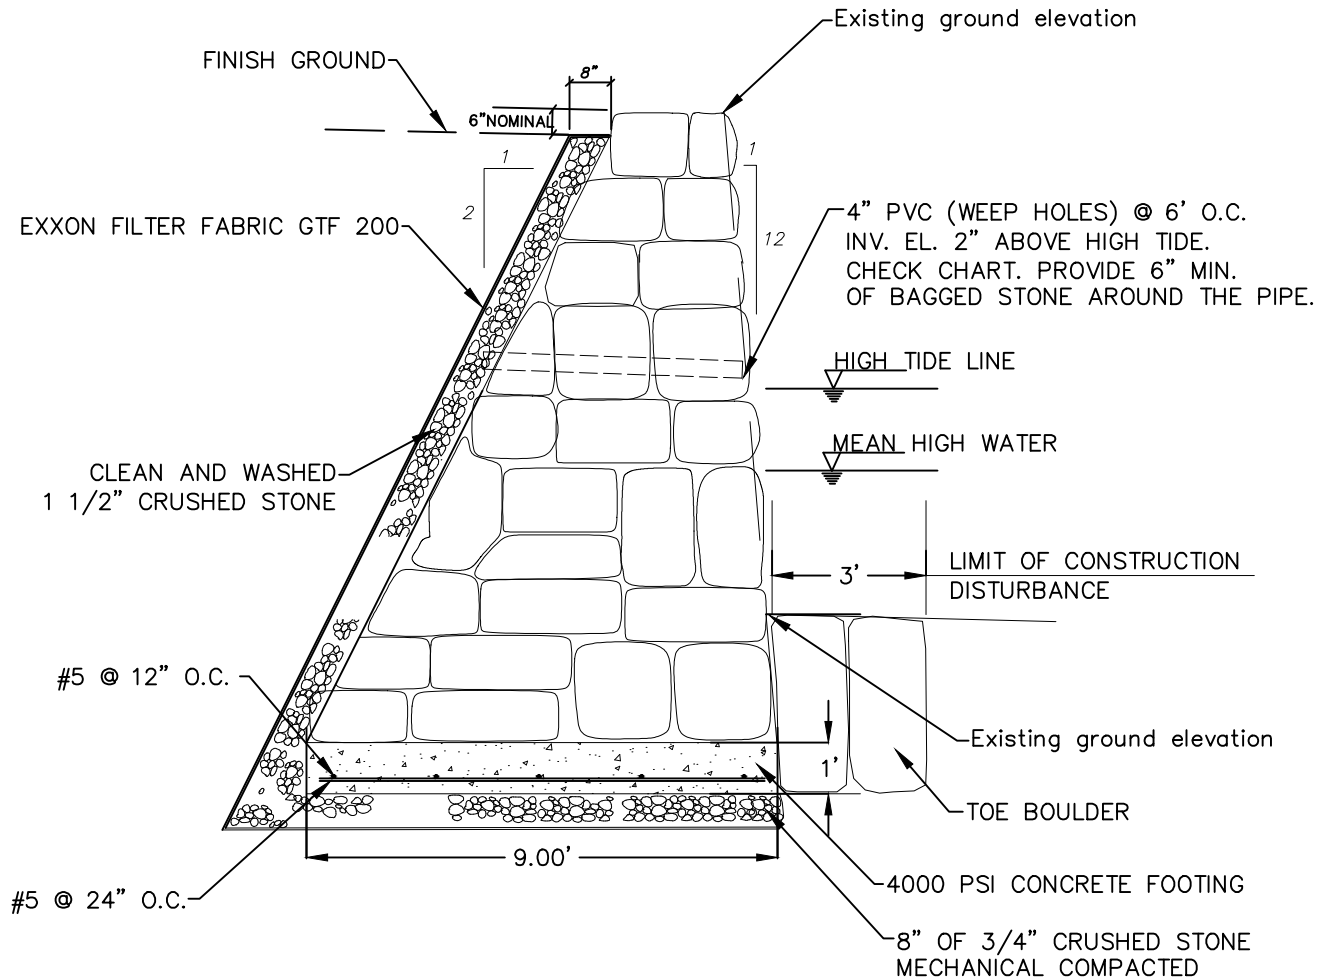 Existing ground elevation
FINISH GROUND
8"
6"NOMINAL
1
2
1
12
EXXON FILTER FABRIC GTF 200
4" PVC (WEEP HOLES) @ 6' O.C.
INV. EL. 2" ABOVE HIGH TIDE.
CHECK CHART. PROVIDE 6" MIN.
OF BAGGED STONE AROUND THE PIPE.
HIGH TIDE LINE
MEAN HIGH WATER
CLEAN AND WASHED
1 1/2" CRUSHED STONE
3'
LIMIT OF CONSTRUCTION
DISTURBANCE
#5 @ 12" O.C.
Existing ground elevation
1'
TOE BOULDER
9.00'
#5 @ 24" O.C.
4000 PSI CONCRETE FOOTING
8" OF 3/4" CRUSHED STONE
MECHANICAL COMPACTED